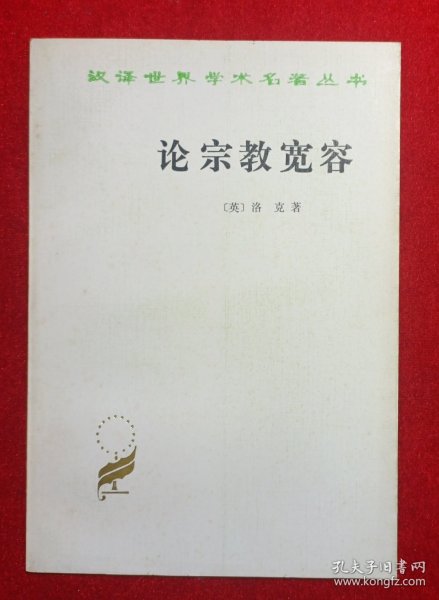 汉译世界学术名著丛书
论宗教宽容
〔英〕洛 克 著
孔夫子旧书网
www.kongfz.com